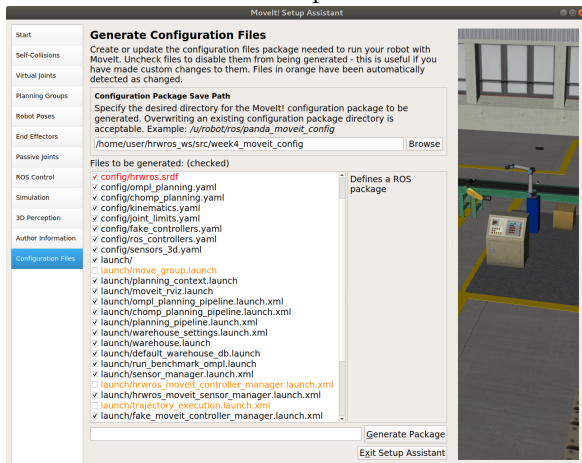 MoveIt! Setup Assistant
Start
Self-Collisions
Virtual Joints
Planning Groups
Robot Poses
End Effectors
Passive Joints
ROS Control
Simulation
3D Perception
Author Information
Configuration Files
Generate Configuration Files
Create or update the configuration files package needed to run your robot with
MoveIt. Uncheck files to disable them from being generated - this is useful if you
have made custom changes to them. Files in orange have been automatically
detected as changed.
Configuration Package Save Path
Specify the desired directory for the MoveIt! configuration package to be
generated. Overwriting an existing configuration package directory is
acceptable. Example: /u/robot/ros/panda_moveit_config
/home/user/hrwros_ws/src/week4_moveit_config
Browse
Files to be generated: (checked)
config/hrwros.srdf
config/ompl_planning.yaml
config/chomp_planning.yaml
config/kinematics.yaml
config/joint_limits.yaml
config/fake_controllers.yaml
config/ros_controllers.yaml
config/sensors_3d.yaml
launch/
launch/move_group.launch
launch/planning_context.launch
launch/moveit_rviz.launch
launch/ompl_planning_pipeline.launch.xml
launch/chomp_planning_pipeline.launch.xml
launch/planning_pipeline.launch.xml
launch/warehouse_settings.launch.xml
launch/warehouse.launch
launch/default_warehouse_db.launch
launch/run_benchmark_ompl.launch
launch/sensor_manager.launch.xml
launch/hrwros_moveit_controller_manager.launch.xml
launch/hrwros_moveit_sensor_manager.launch.xml
launch/trajectory_execution.launch.xml
launch/fake_moveit_controller_manager.launch.xml
Defines a ROS
package
Generate Package
Exit Setup Assistant